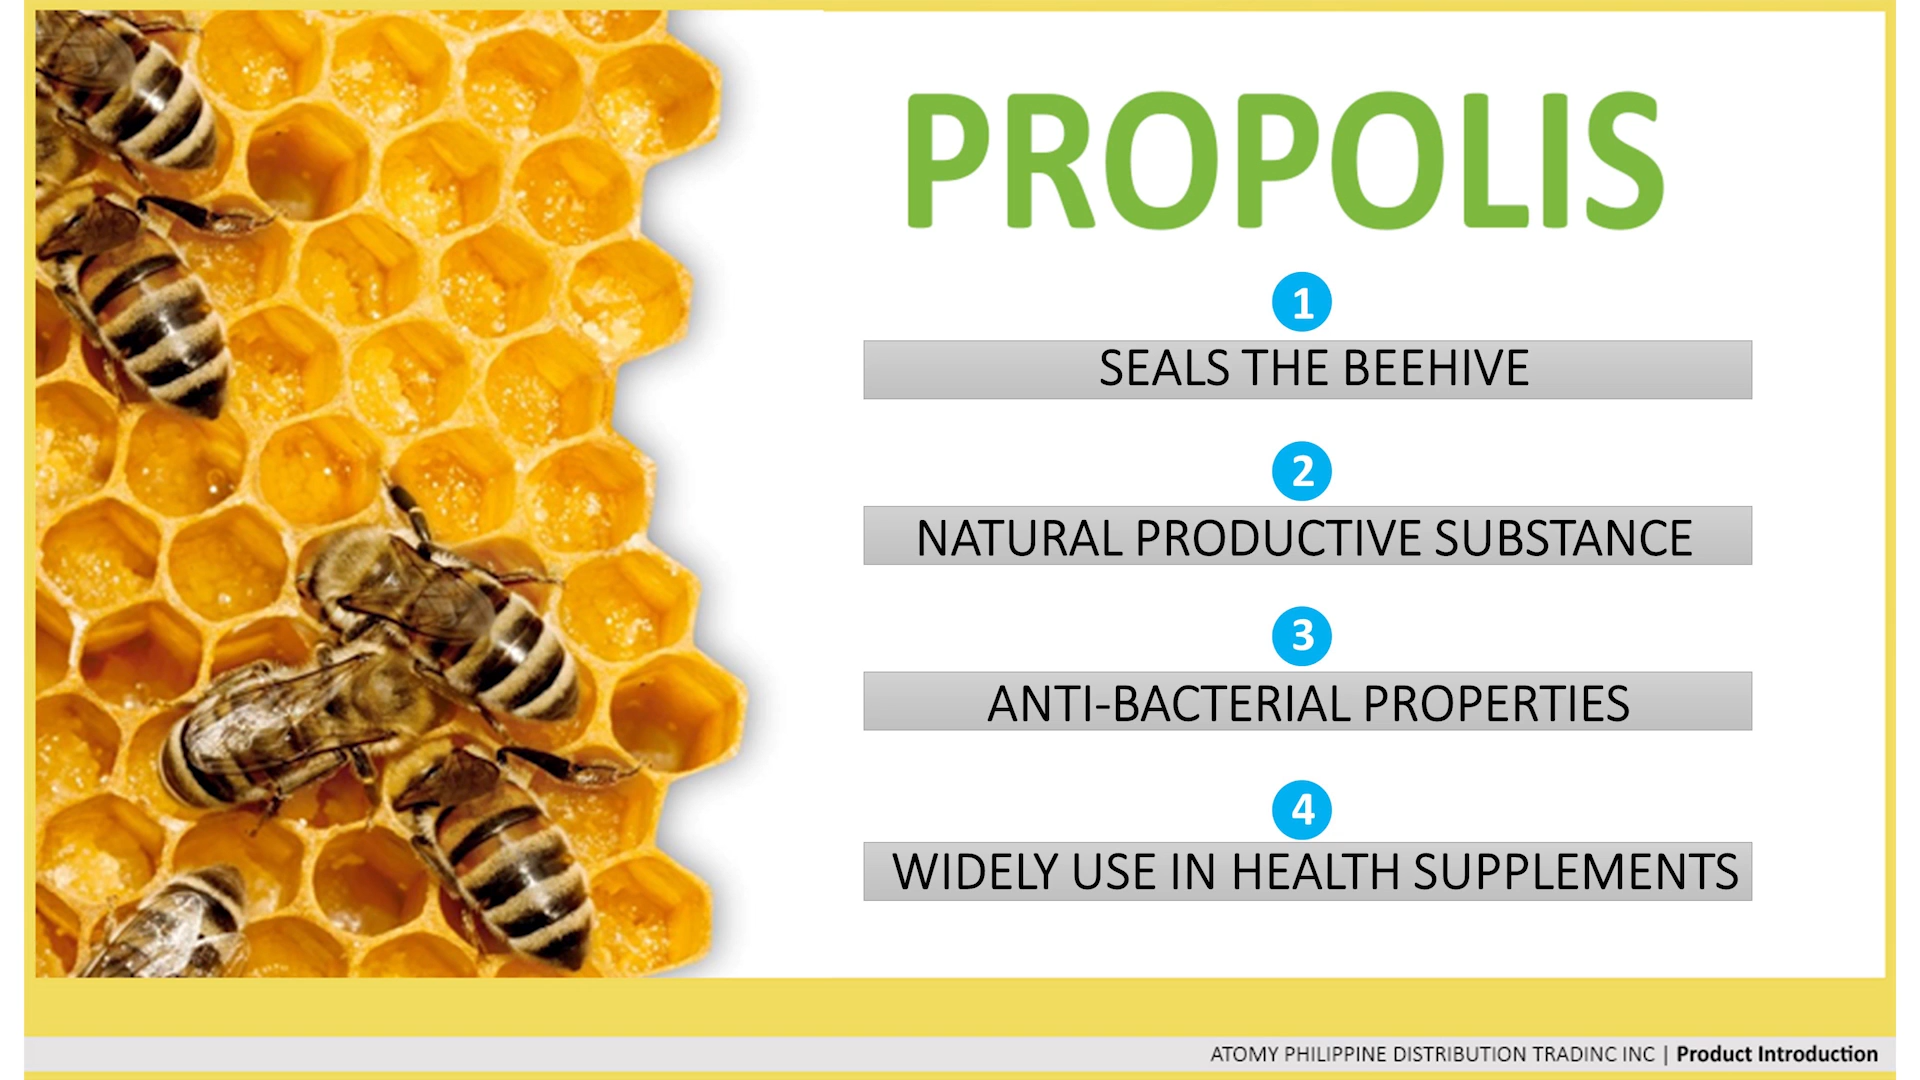 PROPOLIS
1
SEALS THE BEEHIVE
2
NATURAL PRODUCTIVE SUBSTANCE
3
ANTI-BACTERIAL PROPERTIES
4
WIDELY USE IN HEALTH SUPPLEMENTS
ATOMY PHILIPPINE DISTRIBUTION TRADINC INC | Product Introduction